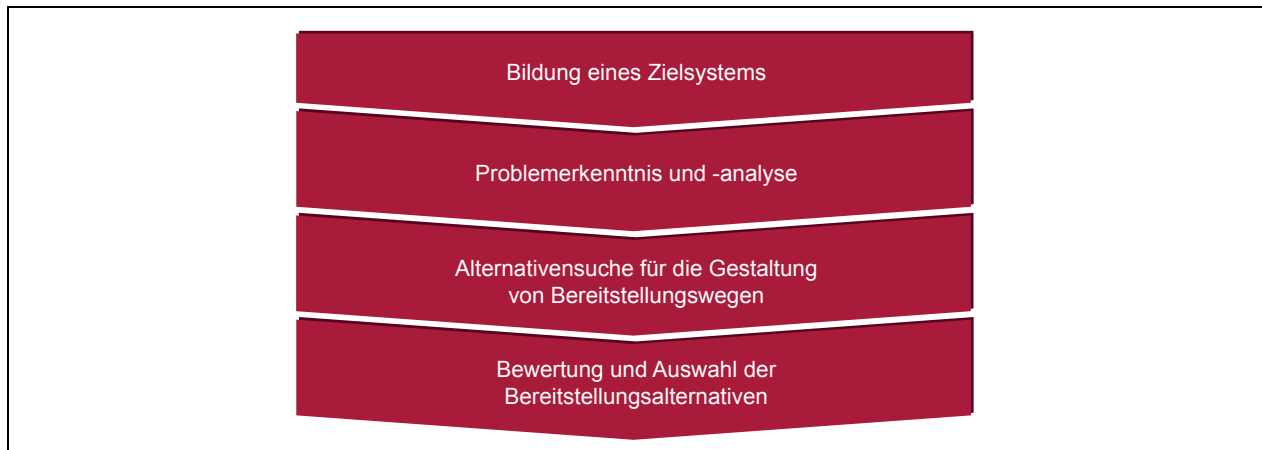 Bildung eines Zielsystems
Problemerkenntnis und -analyse
Alternativensuche für die Gestaltung
von Bereitstellungswegen
Bewertung und Auswahl der
Bereitstellungsalternativen